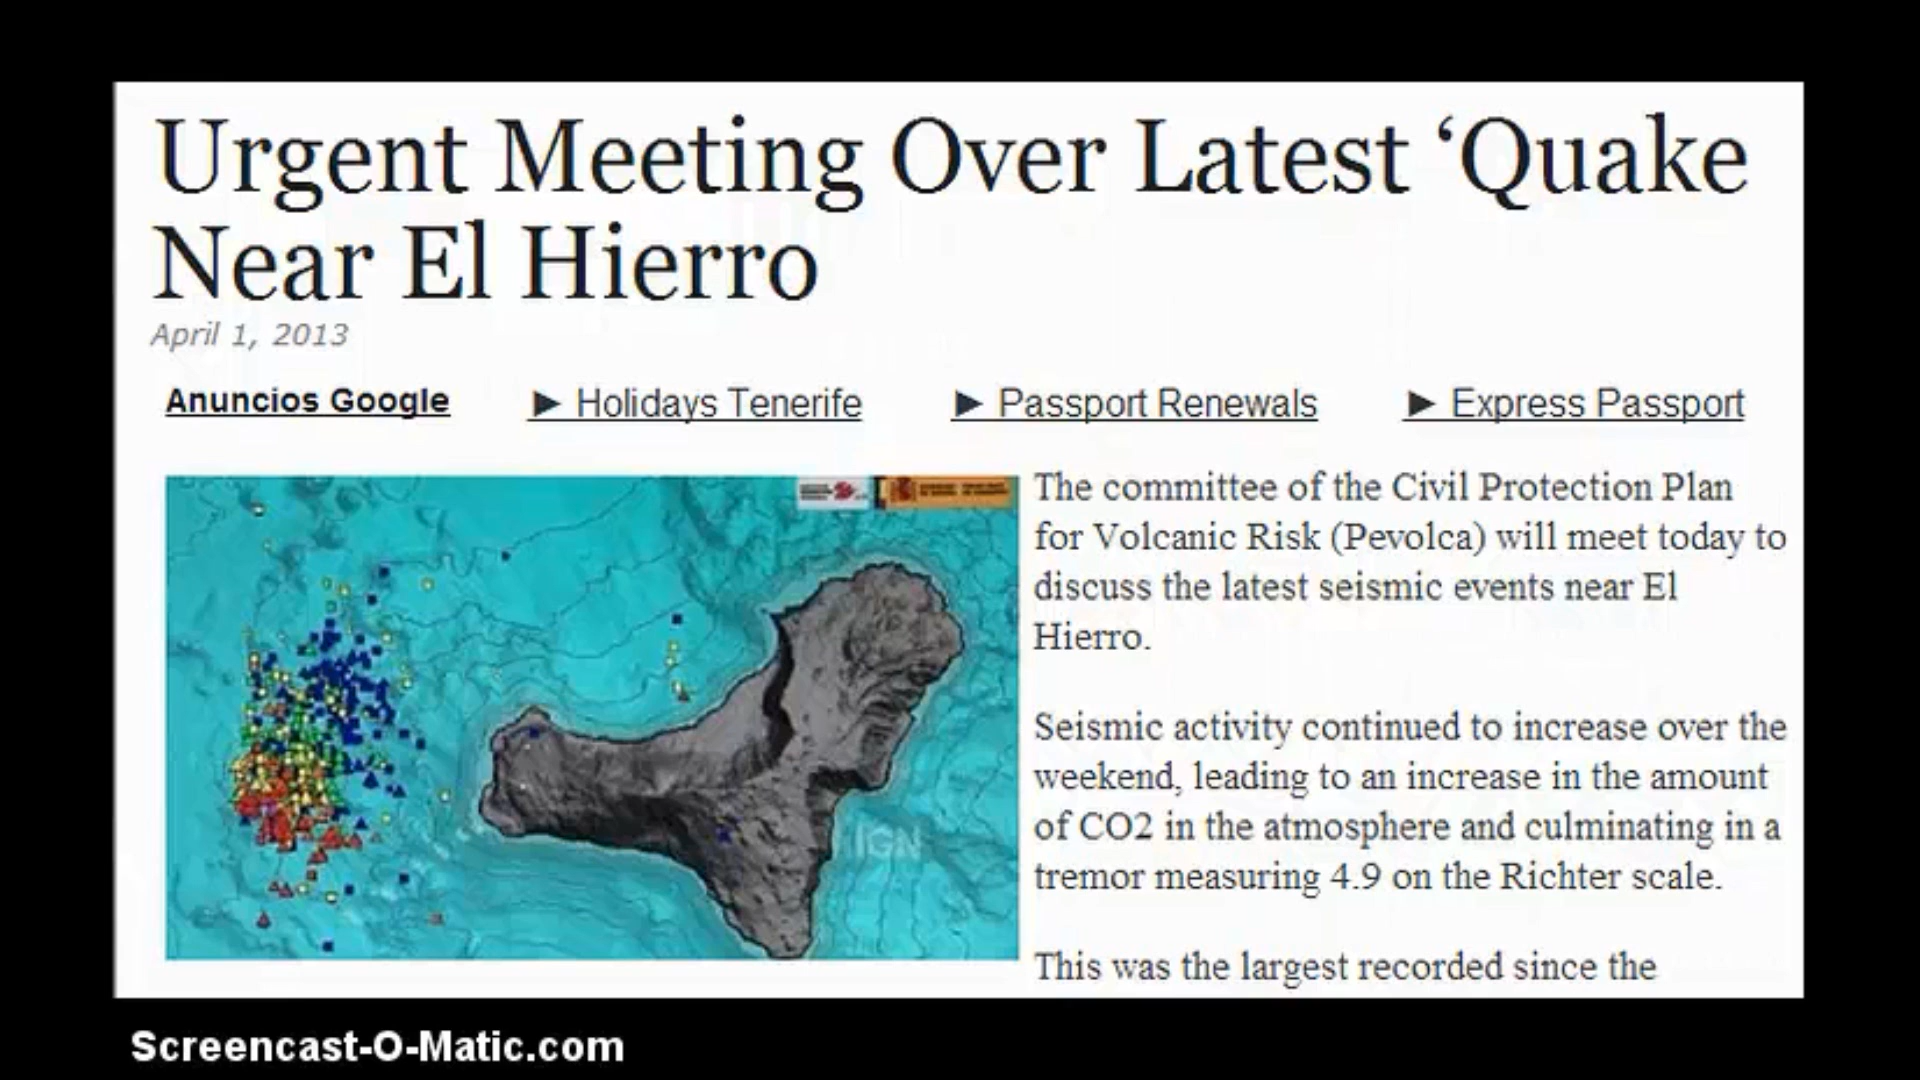 Urgent Meeting Over Latest ‘Quake
Near El Hierro
April 1, 2013
Anuncios Google
► Holidays Tenerife
► Passport Renewals
► Express Passport
The committee of the Civil Protection Plan
for Volcanic Risk (Pevolca) will meet today to
discuss the latest seismic events near El
Hierro.
Seismic activity continued to increase over the
weekend, leading to an increase in the amount
of CO2 in the atmosphere and culminating in a
tremor measuring 4.9 on the Richter scale.
This was the largest recorded since the
IGN
Screencast-O-Matic.com